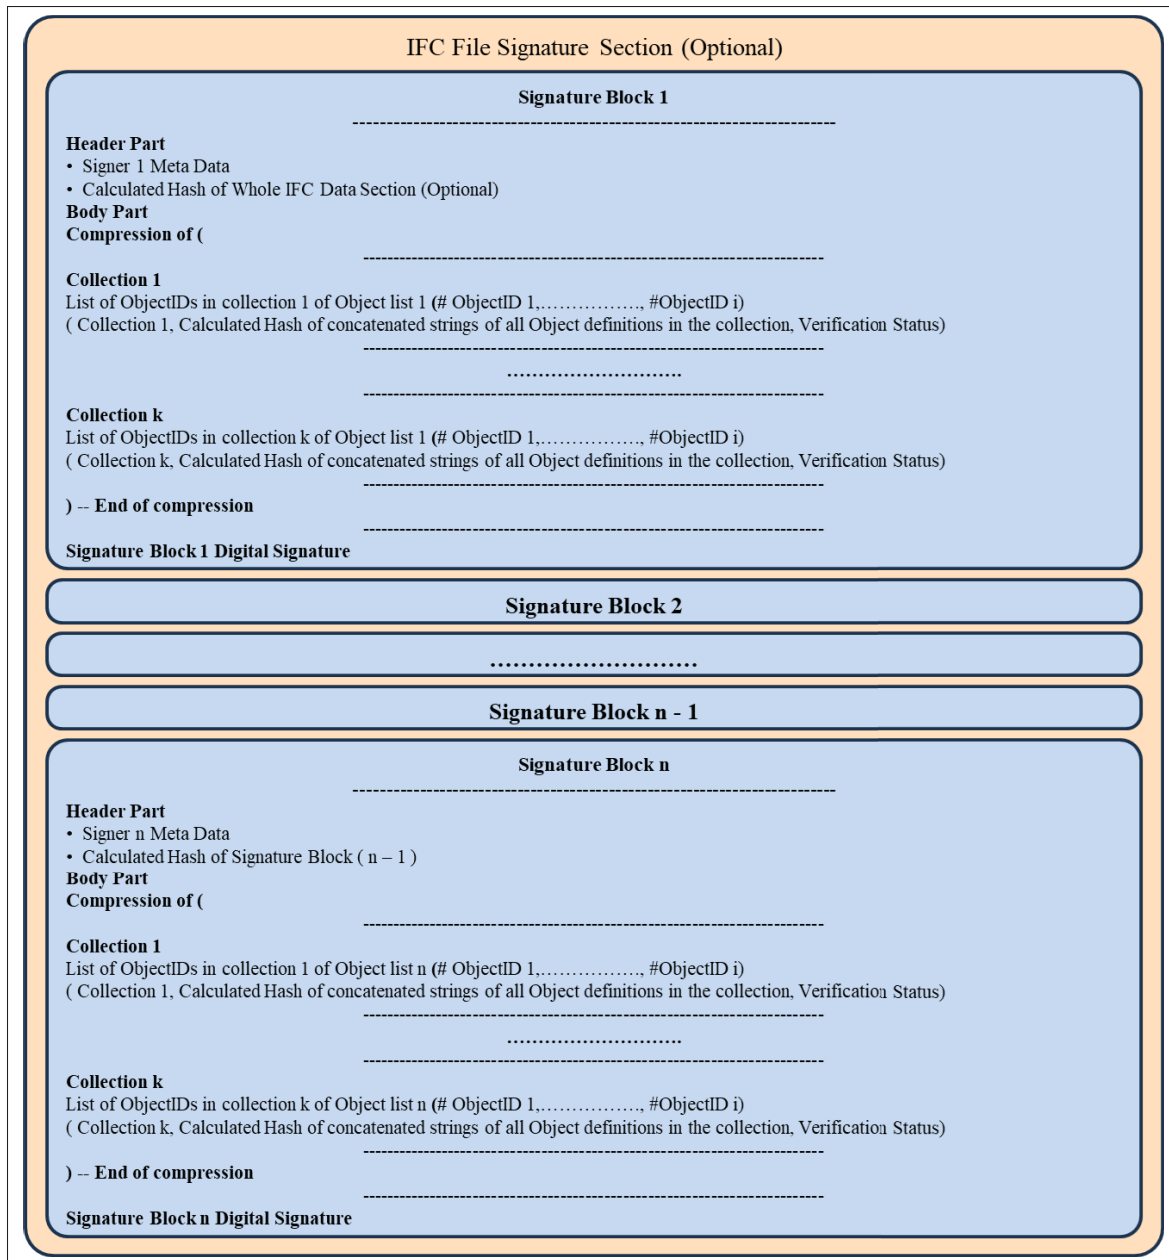 IFC File Signature Section (Optional)
Signature Block 1
--------------------------------------------------------------------------------
Header Part
• Signer 1 Meta Data
• Calculated Hash of Whole IFC Data Section (Optional)
Body Part
Compression of (
----------------------------------------------------------------------------
Collection 1
List of ObjectIDs in collection 1 of Object list 1 (# ObjectID 1,……………., #ObjectID i)
( Collection 1, Calculated Hash of concatenated strings of all Object definitions in the collection, Verification Status)
----------------------------------------------------------------------------
……………………….
----------------------------------------------------------------------------
Collection k
List of ObjectIDs in collection k of Object list 1 (# ObjectID 1,……………., #ObjectID i)
( Collection k, Calculated Hash of concatenated strings of all Object definitions in the collection, Verification Status)
----------------------------------------------------------------------------
) -- End of compression
----------------------------------------------------------------------------
Signature Block 1 Digital Signature
Signature Block 2
………………………
Signature Block n - 1
Signature Block n
--------------------------------------------------------------------------------
Header Part
• Signer n Meta Data
• Calculated Hash of Signature Block ( n – 1 )
Body Part
Compression of (
----------------------------------------------------------------------------
Collection 1
List of ObjectIDs in collection 1 of Object list n (# ObjectID 1,……………., #ObjectID i)
( Collection 1, Calculated Hash of concatenated strings of all Object definitions in the collection, Verification Status)
----------------------------------------------------------------------------
……………………….
----------------------------------------------------------------------------
Collection k
List of ObjectIDs in collection k of Object list n (# ObjectID 1,……………., #ObjectID i)
( Collection k, Calculated Hash of concatenated strings of all Object definitions in the collection, Verification Status)
----------------------------------------------------------------------------
) -- End of compression
----------------------------------------------------------------------------
Signature Block n Digital Signature